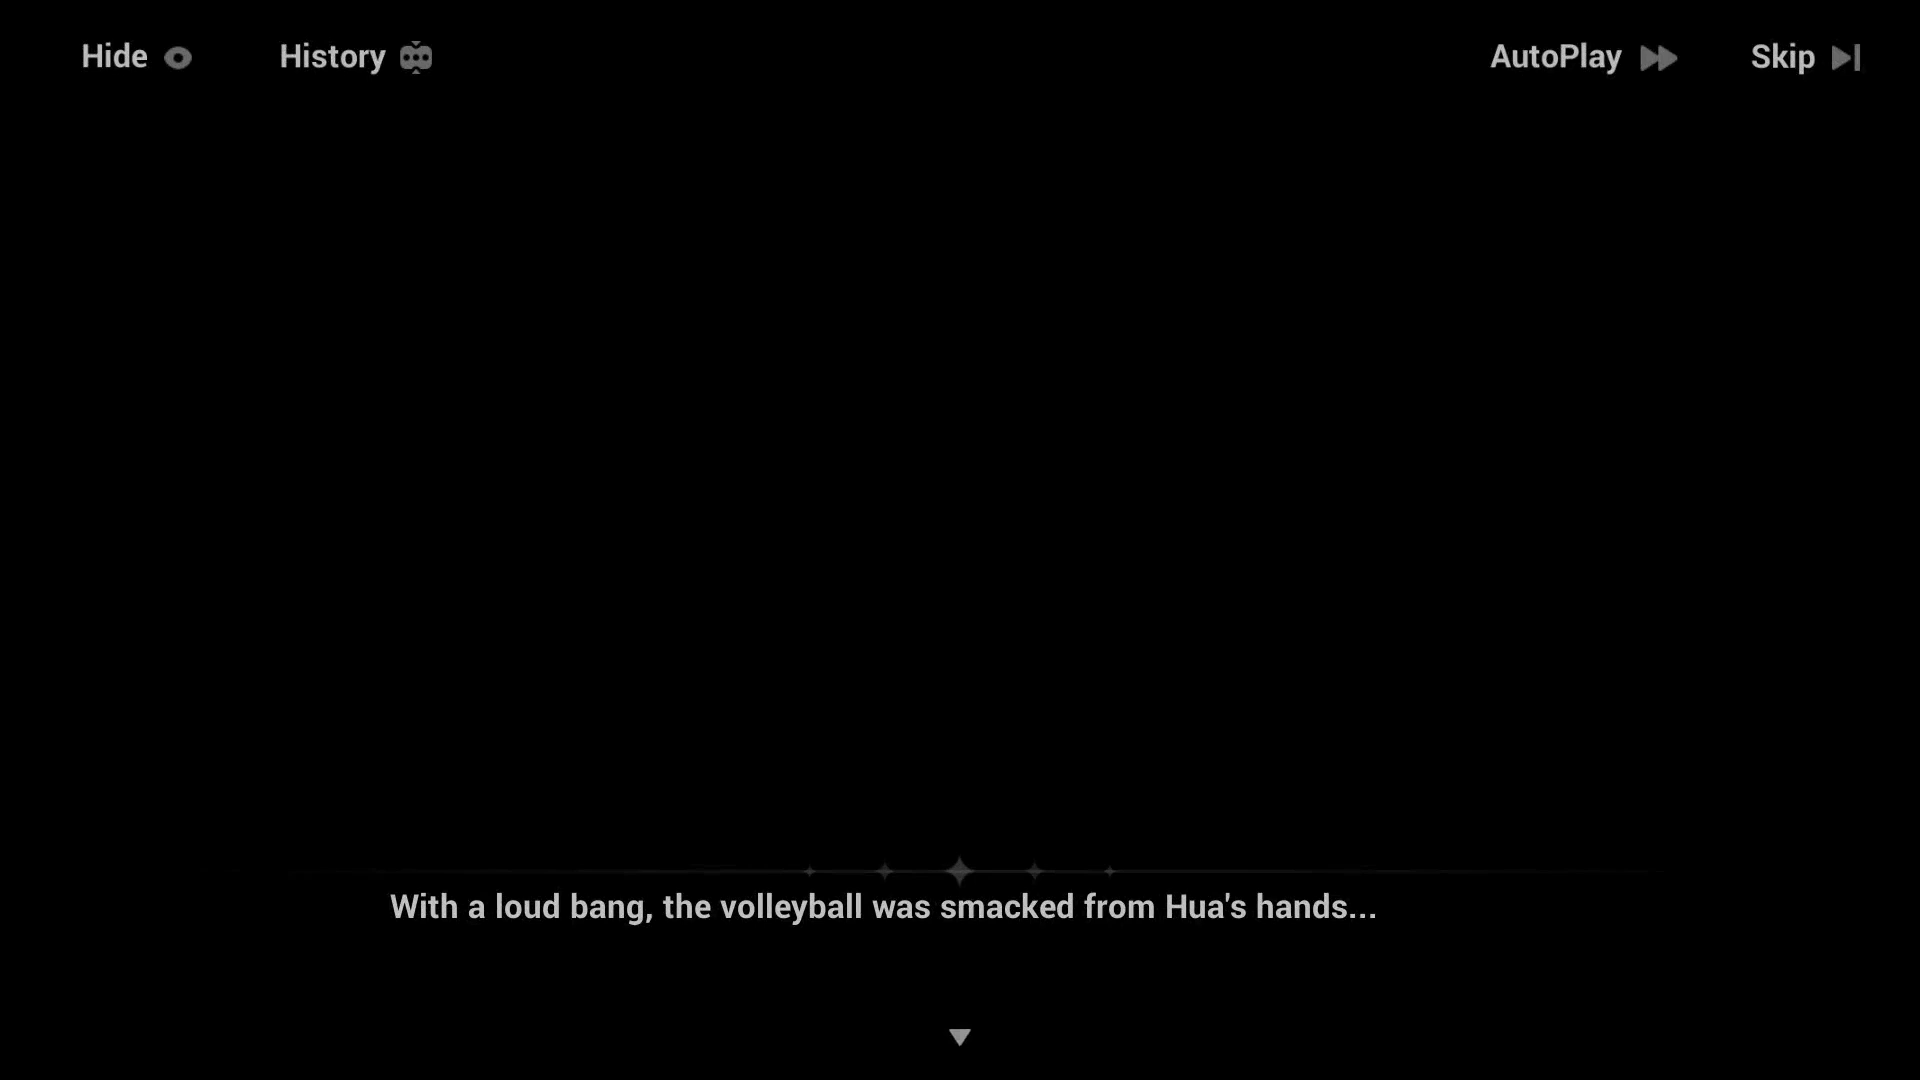 Hide
History
AutoPlay
Skip
With a loud bang, the volleyball was smacked from Hua's hands...